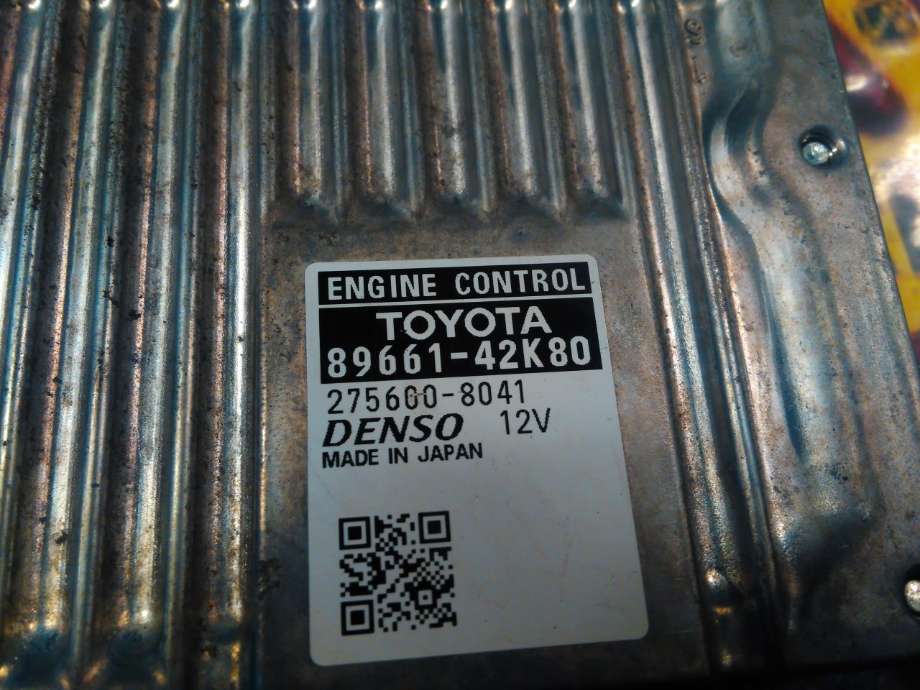 ENGINE CONTROL
TOYOTA
89661-42K80
275600-8041
DENSO 12V
MADE IN JAPAN